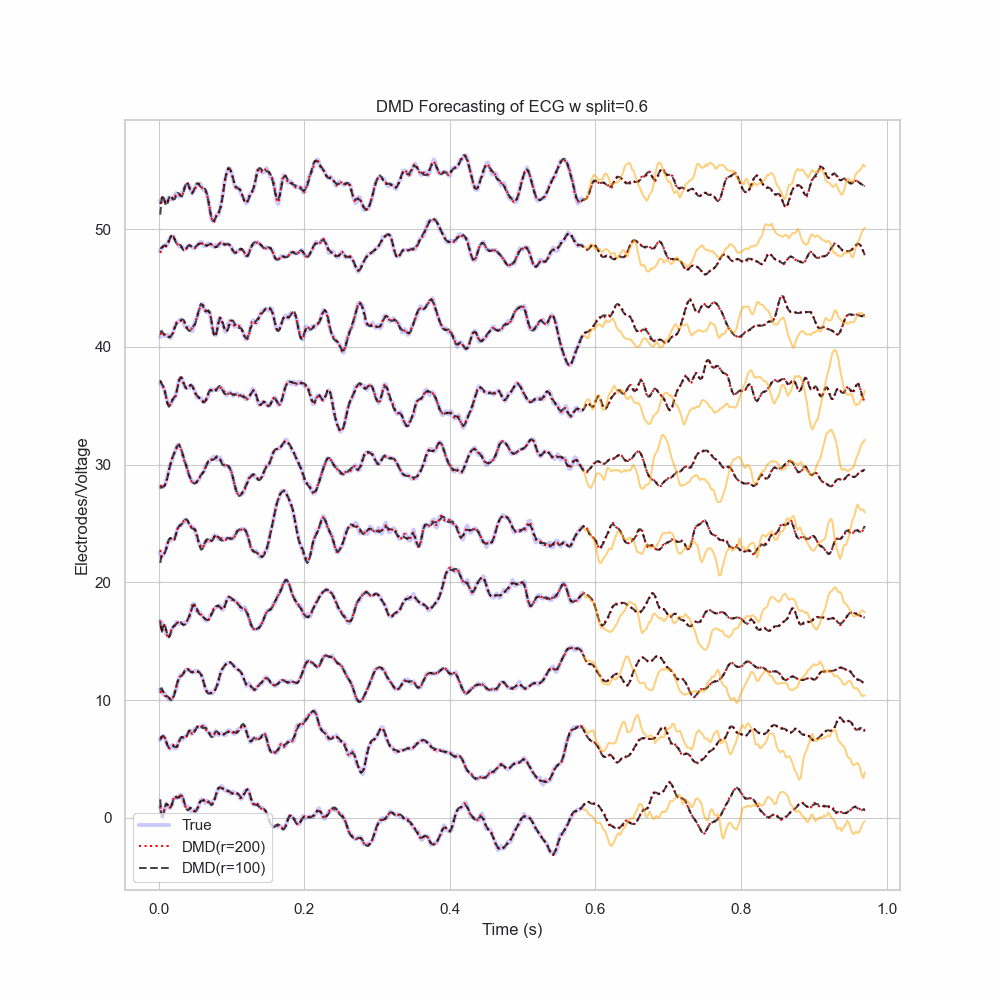 DMD Forecasting of ECG w split=0.6
Electrodes/Voltage
50
40
30
20
10
0
True
DMD(r=200)
DMD(r=100)
0.0 0.2 0.4 0.6 0.8 1.0
Time (s)